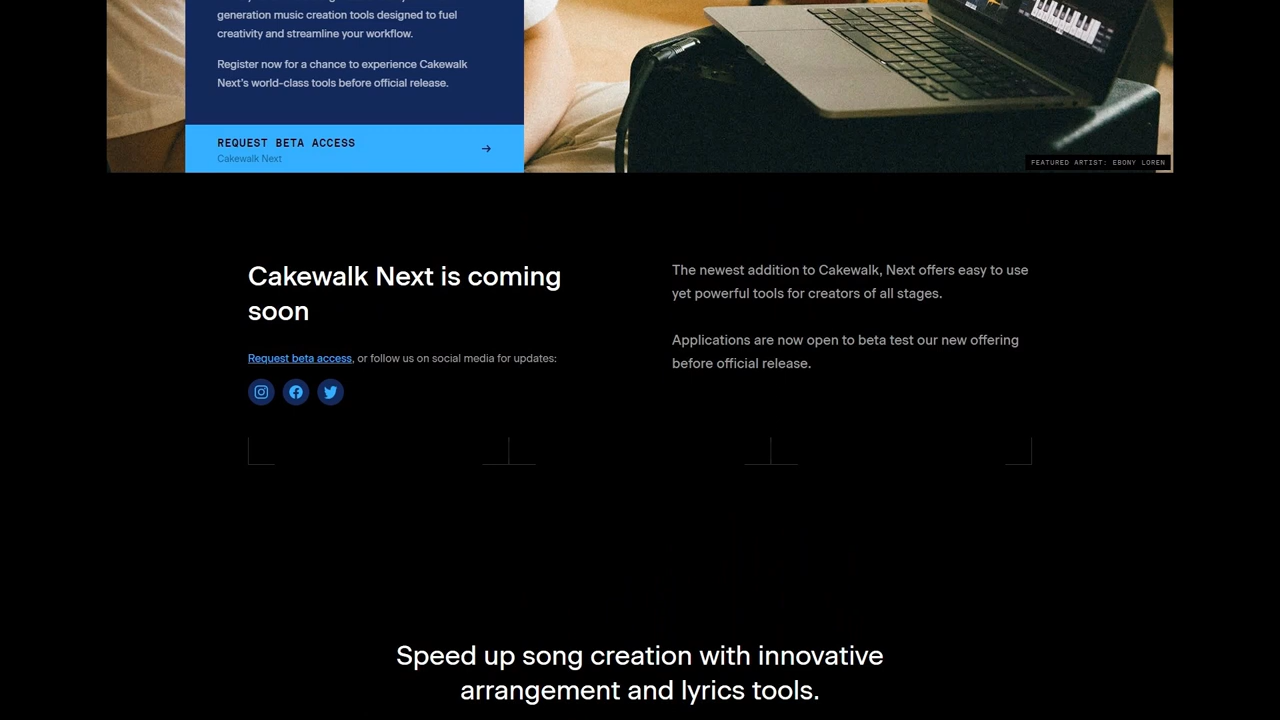 generation music creation tools designed to fuel
creativity and streamline your workflow.
Register now for a chance to experience Cakewalk
Next's world-class tools before official release.
REQUEST BETA ACCESS
Cakewalk Next
FEATURED ARTIST: EBONY LOREN
Cakewalk Next is coming
soon
Request beta access, or follow us on social media for updates:
The newest addition to Cakewalk, Next offers easy to use
yet powerful tools for creators of all stages.
Applications are now open to beta test our new offering
before official release.
Speed up song creation with innovative
arrangement and lyrics tools.